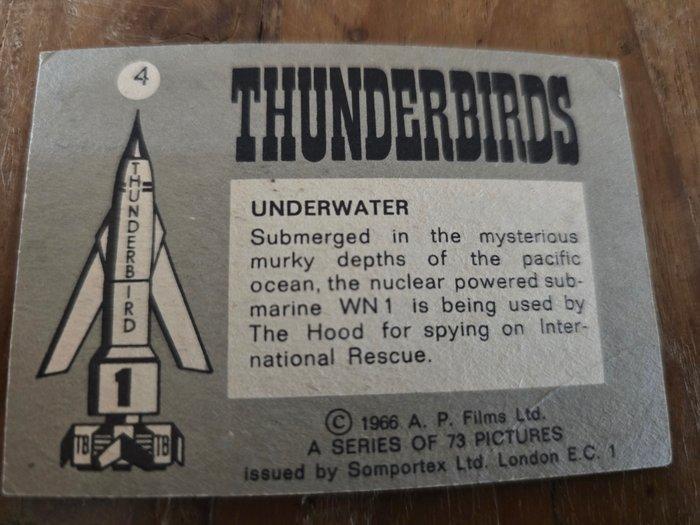 4
THUNDERBIRDS
THUNDERBIRD
1
TB TB
UNDERWATER
Submerged in the mysterious
murky depths of the pacific
ocean, the nuclear powered sub-
marine WN1 is being used by
The Hood for spying on Inter-
national Rescue.
© 1966 A. P. Films Ltd.
A SERIES OF 73 PICTURES
issued by Somportex Ltd. London E.C. 1